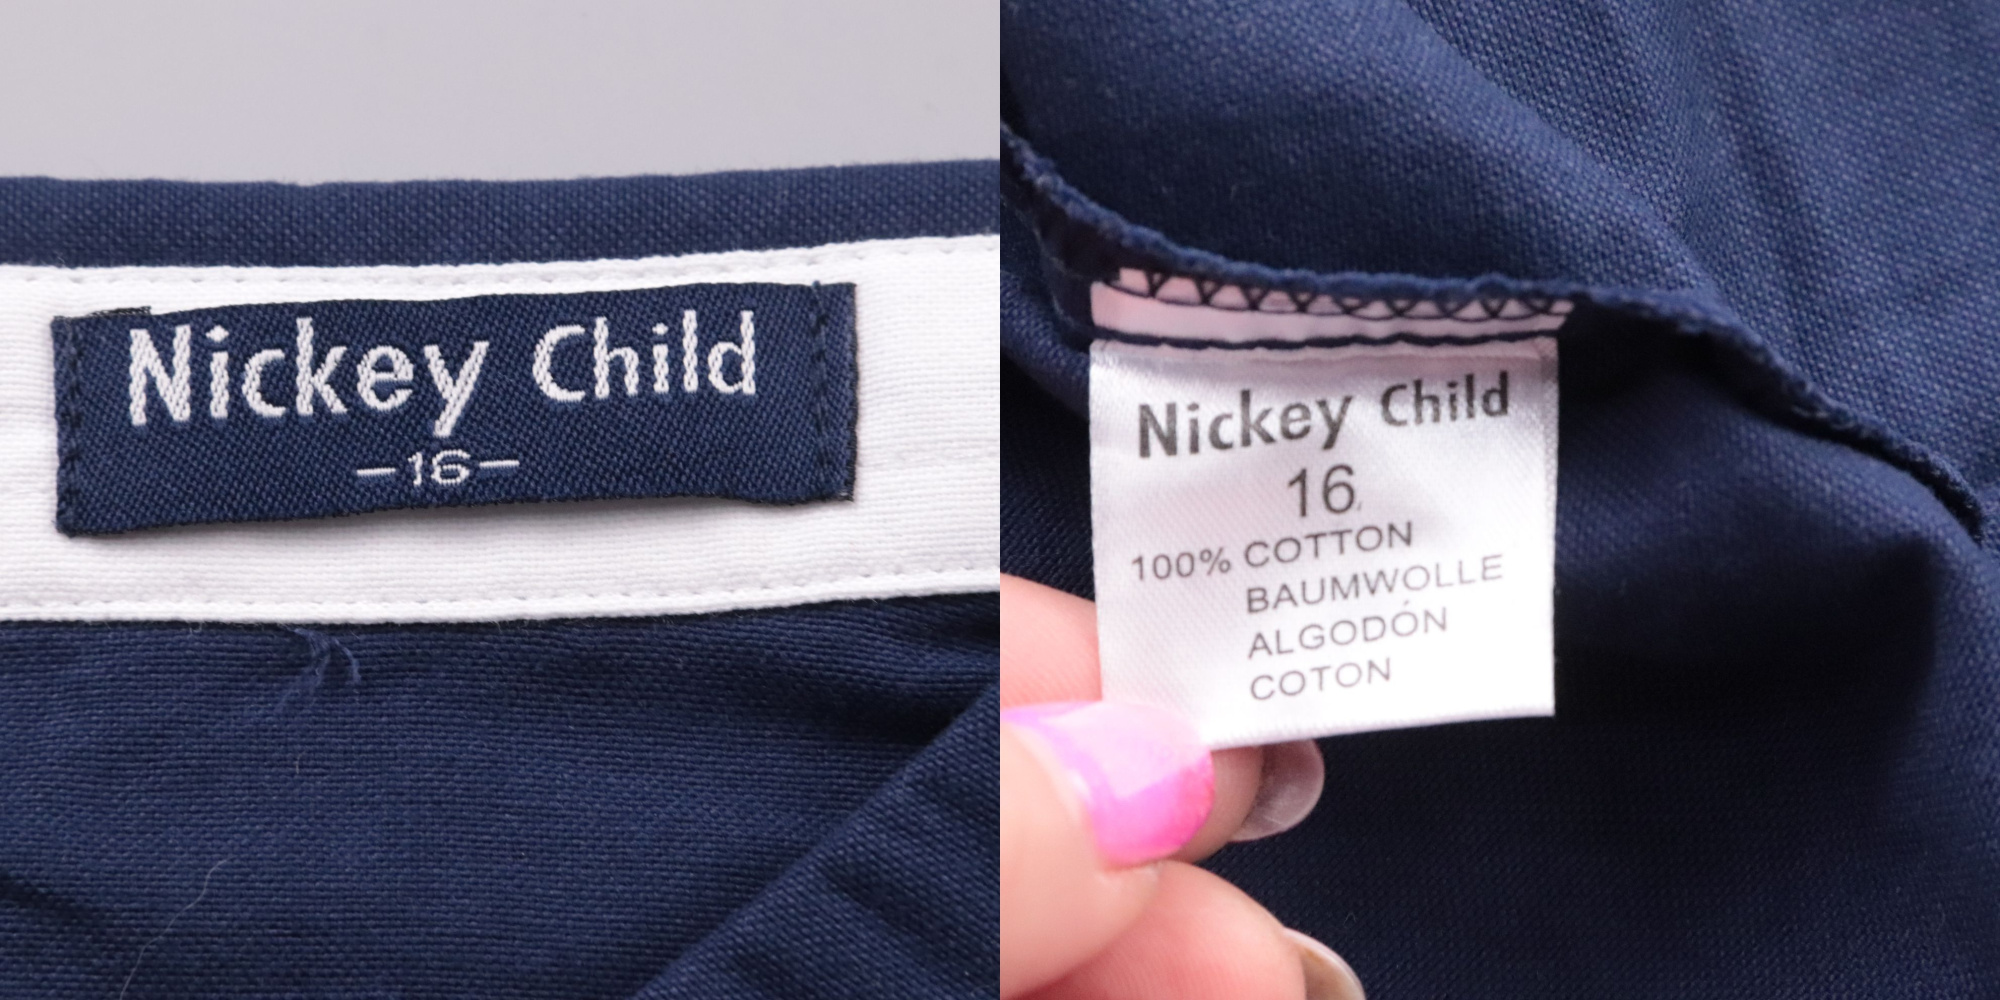 Nickey Child
-16-
Nickey Child
16
100% COTTON
BAUMWOLLE
ALGODÓN
COTON